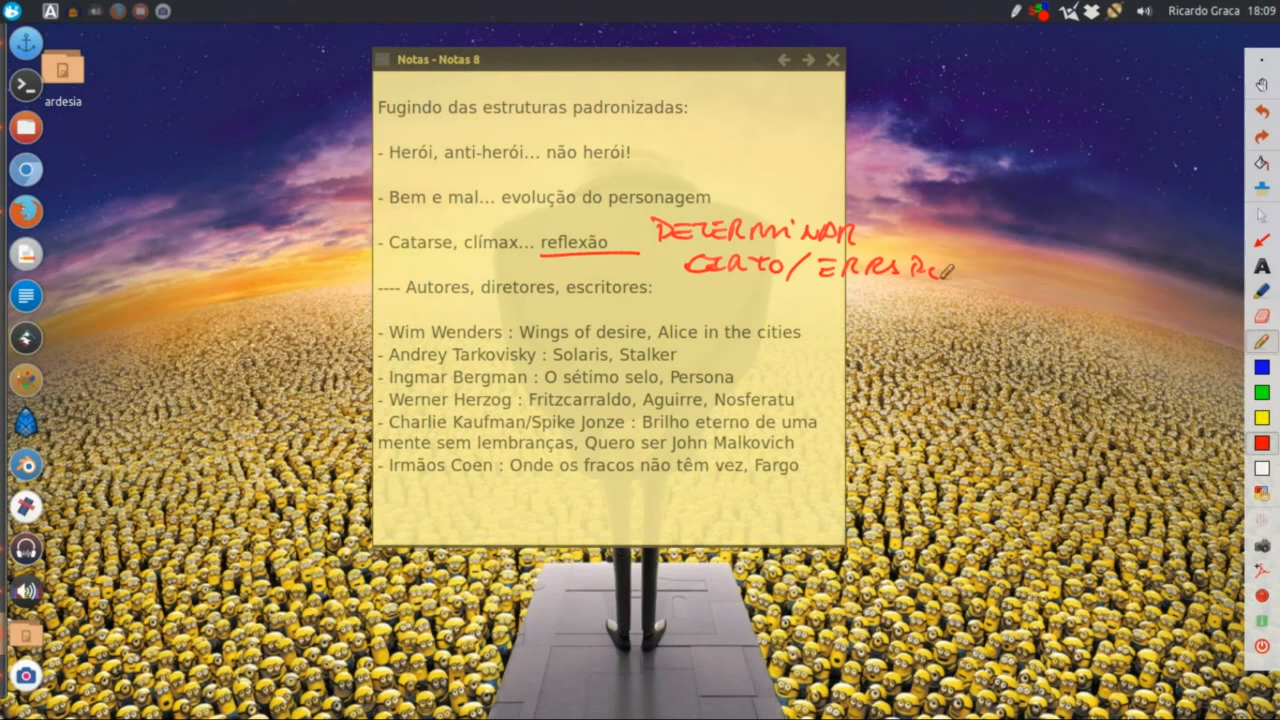 Ricardo Graca 18:09
ardesia
Notas - Notas 8
Fugindo das estruturas padronizadas:
- Herói, anti-herói... não herói!
- Bem e mal... evolução do personagem
- Catarse, clímax... reflexão
DETERMINAR
CERTO/
---- Autores, diretores, escritores:
- Wim Wenders : Wings of desire, Alice in the cities
- Andrey Tarkovisky : Solaris, Stalker
- Ingmar Bergman : O sétimo selo, Persona
- Werner Herzog : Fritzcarraldo, Aguirre, Nosferatu
- Charlie Kaufman/Spike Jonze : Brilho eterno de uma
mente sem lembranças, Quero ser John Malkovich
- Irmãos Coen : Onde os fracos não têm vez, Fargo